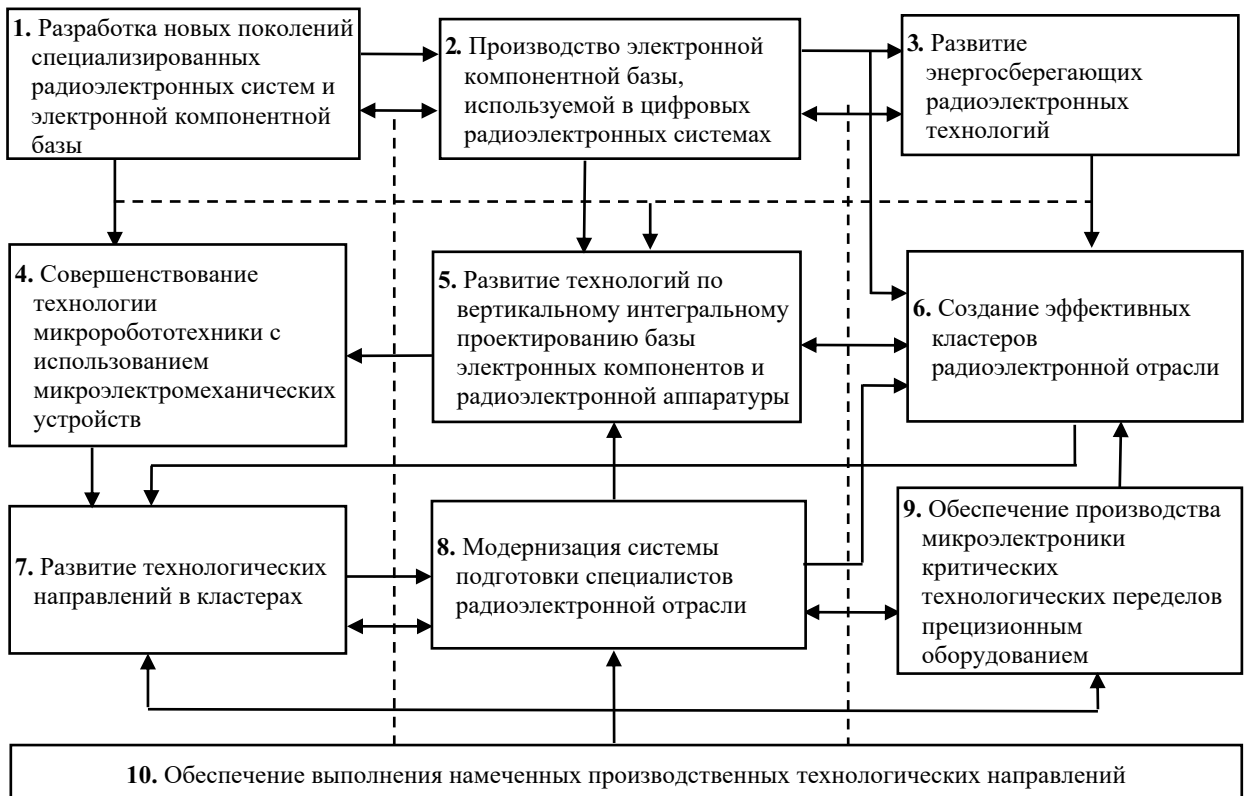 1. Разработка новых поколений
специализированных
радиоэлектронных систем и
электронной компонентной
базы
2. Производство электронной
компонентной базы,
используемой в цифровых
радиоэлектронных системах
3. Развитие
энергосберегающих
радиоэлектронных
технологий
4. Совершенствование
технологии
микроробототехники с
использованием
микроэлектромеханических
устройств
5. Развитие технологий по
вертикальному интегральному
проектированию базы
электронных компонентов и
радиоэлектронной аппаратуры
6. Создание эффективных
кластеров
радиоэлектронной отрасли
7. Развитие технологических
направлений в кластерах
8. Модернизация системы
подготовки специалистов
радиоэлектронной отрасли
9. Обеспечение производства
микроэлектроники
критических
технологических переделов
прецизионным
оборудованием
10. Обеспечение выполнения намеченных производственных технологических направлений